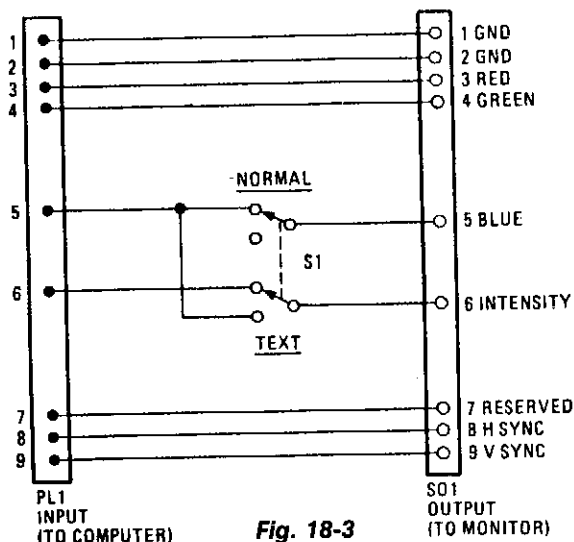 1
2
3
4
5
6
7
8
9
1 GND
2 GND
3 RED
4 GREEN
NORMAL
S1
TEXT
5 BLUE
6 INTENSITY
7 RESERVED
8 H SYNC
9 V SYNC
PL1
INPUT
(TO COMPUTER)
Fig. 18-3
SO1
OUTPUT
(TO MONITOR)